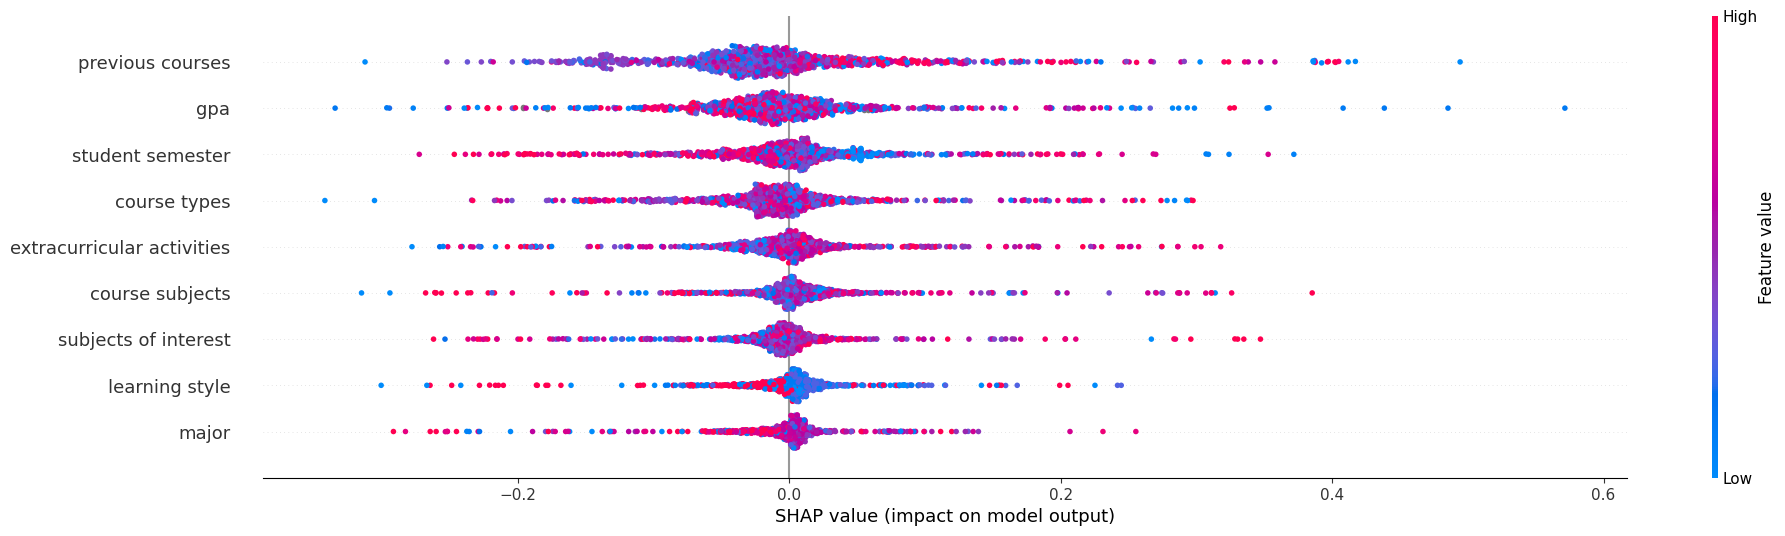 High
previous courses
gpa
student semester
course types
extracurricular activities
course subjects
subjects of interest
learning style
major
Feature value
Low
−0.2 0.0 0.2 0.4 0.6
SHAP value (impact on model output)